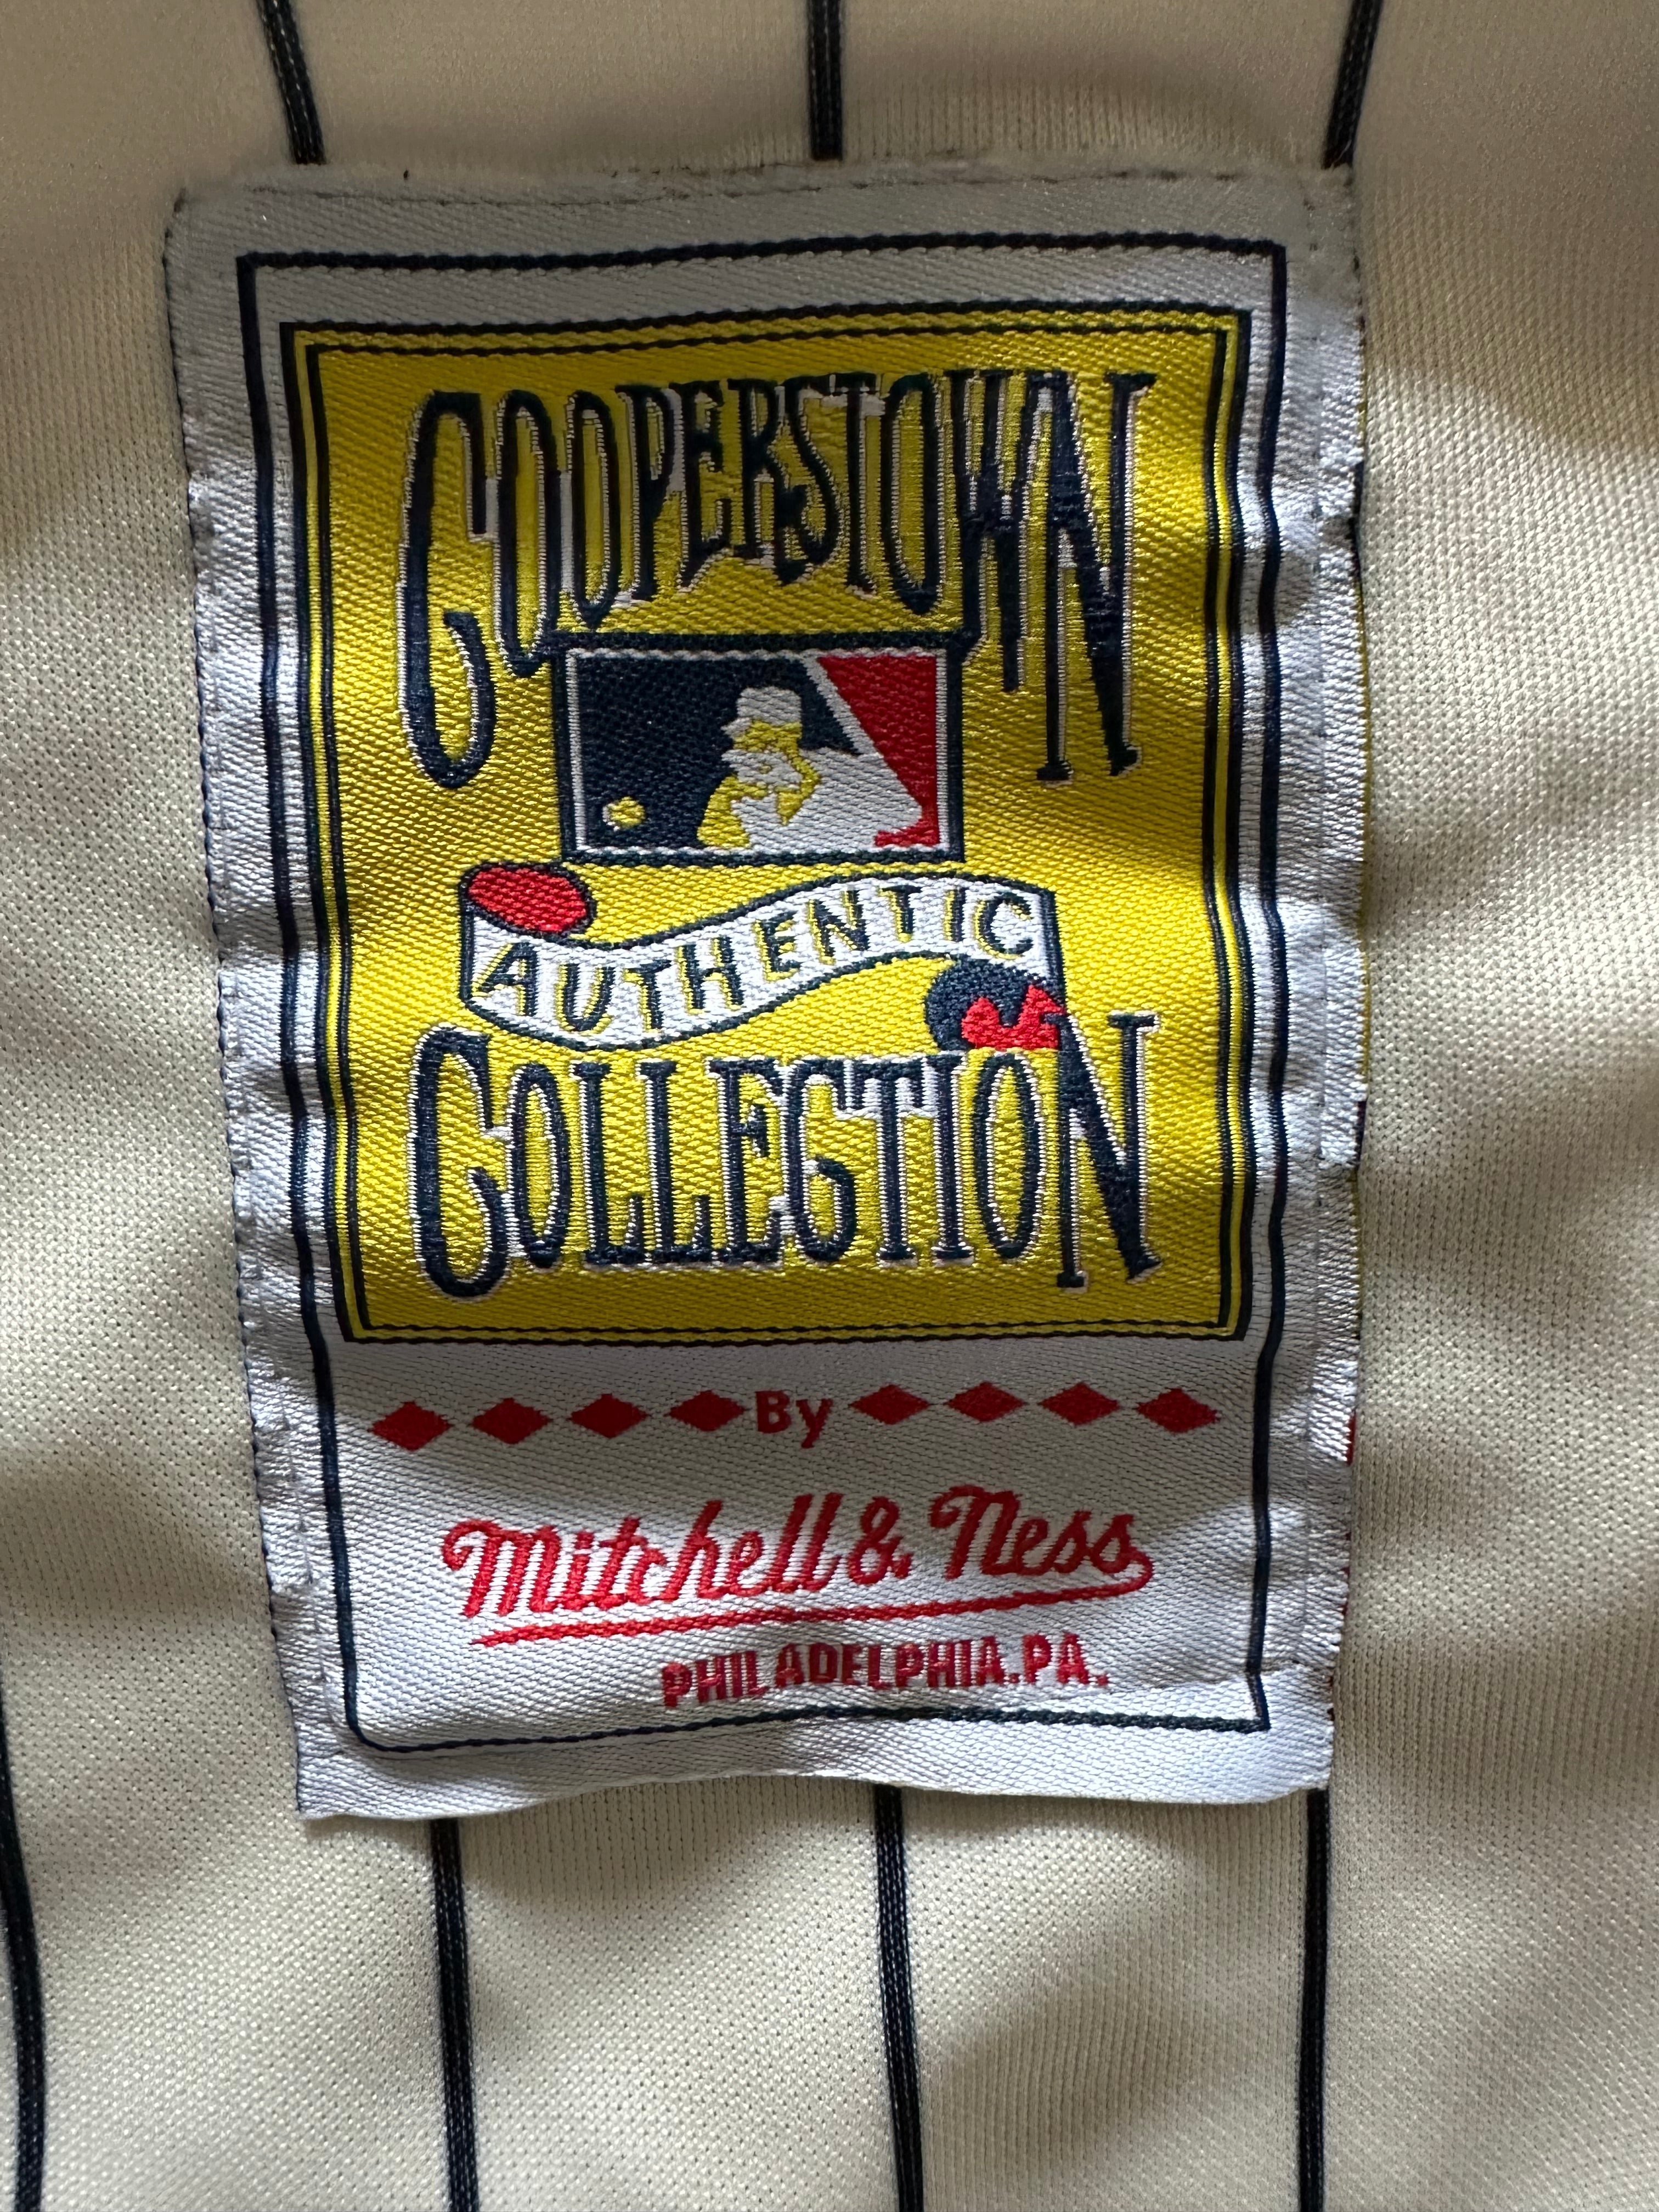 COOPERSTOWN
AUTHENTIC
COLLECTION
By
Mitchell & Ness
PHILADELPHIA.PA.